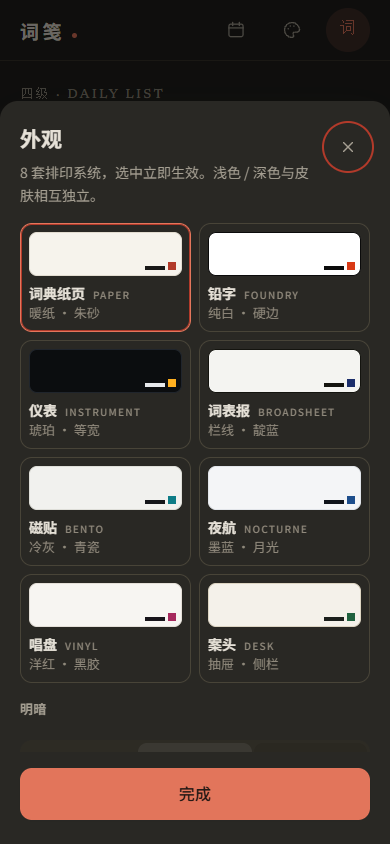 词笺
词
四级 · DAILY LIST
外观
8 套排印系统，选中立即生效。浅色 / 深色与皮
肤相互独立。
词典纸页 PAPER
暖纸 · 朱砂
铅字 FOUNDRY
纯白 · 硬边
仪表 INSTRUMENT
琥珀 · 等宽
词表报 BROADSHEET
栏线 · 靛蓝
磁贴 BENTO
冷灰 · 青瓷
夜航 NOCTURNE
墨蓝 · 月光
唱盘 VINYL
洋红 · 黑胶
案头 DESK
抽屉 · 侧栏
明暗
完成